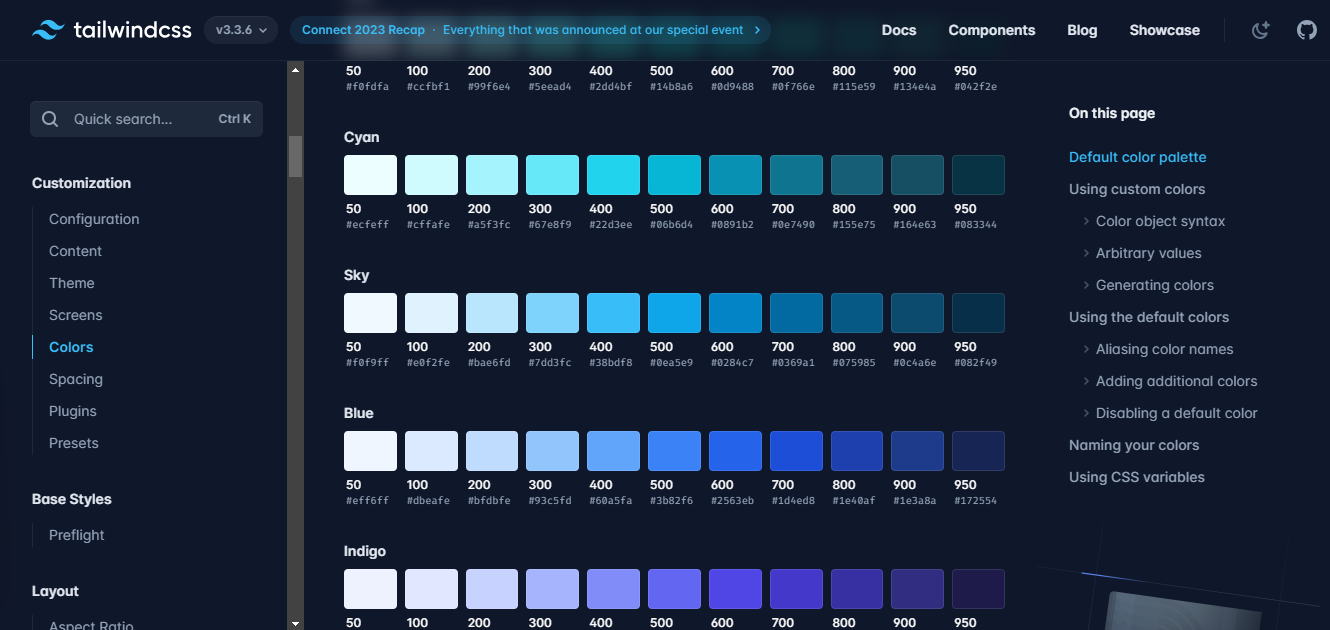 tailwindcss
v3.3.6
Connect 2023 Recap · Everything that was announced at our special event
Docs
Components
Blog
Showcase
Quick search...
Ctrl K
Customization
Configuration
Content
Theme
Screens
Colors
Spacing
Plugins
Presets
Base Styles
Preflight
Layout
Aspect Ratio
50 100 200 300 400 500 600 700 800 900 950
#f0fdfa #ccfbf1 #99f6e4 #5eead4 #2dd4bf #14b8a6 #0d9488 #0f766e #115e59 #134e4a #042f2e
Cyan
50 100 200 300 400 500 600 700 800 900 950
#ecfeff #cffafe #a5f3fc #67e8f9 #22d3ee #06b6d4 #0891b2 #0e7490 #155e75 #164e63 #083344
Sky
50 100 200 300 400 500 600 700 800 900 950
#f0f9ff #e0f2fe #bae6fd #7dd3fc #38bdf8 #0ea5e9 #0284c7 #0369a1 #075985 #0c4a6e #082f49
Blue
50 100 200 300 400 500 600 700 800 900 950
#eff6ff #dbeafe #bfdbfe #93c5fd #60a5fa #3b82f6 #2563eb #1d4ed8 #1e40af #1e3a8a #172554
Indigo
50 100 200 300 400 500 600 700 800 900 950
On this page
Default color palette
Using custom colors
Color object syntax
Arbitrary values
Generating colors
Using the default colors
Aliasing color names
Adding additional colors
Disabling a default color
Naming your colors
Using CSS variables